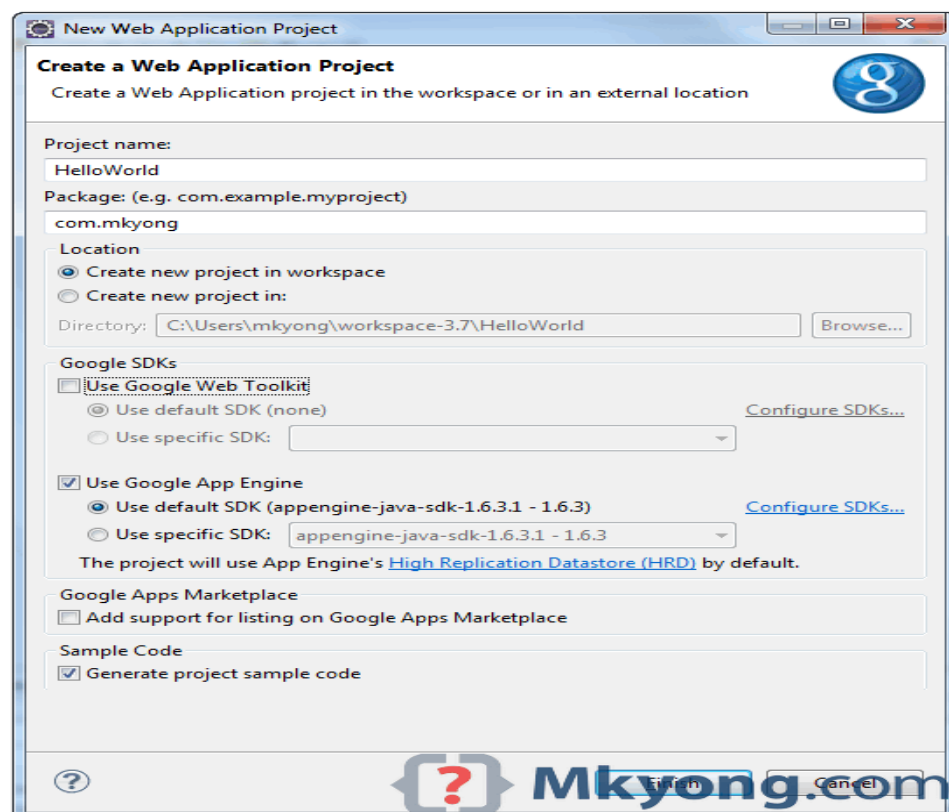 New Web Application Project
Create a Web Application Project
Create a Web Application project in the workspace or in an external location
g
Project name:
HelloWorld
Package: (e.g. com.example.myproject)
com.mkyong
Location
Create new project in workspace
Create new project in:
Directory: C:\Users\mkyong\workspace-3.7\HelloWorld Browse...
Google SDKs
Use Google Web Toolkit
Use default SDK (none) Configure SDKs...
Use specific SDK:
Use Google App Engine
Use default SDK (appengine-java-sdk-1.6.3.1 - 1.6.3) Configure SDKs...
Use specific SDK: appengine-java-sdk-1.6.3.1 - 1.6.3
The project will use App Engine's High Replication Datastore (HRD) by default.
Google Apps Marketplace
Add support for listing on Google Apps Marketplace
Sample Code
Generate project sample code
? Finish Cancel
{?} Mkyong.com